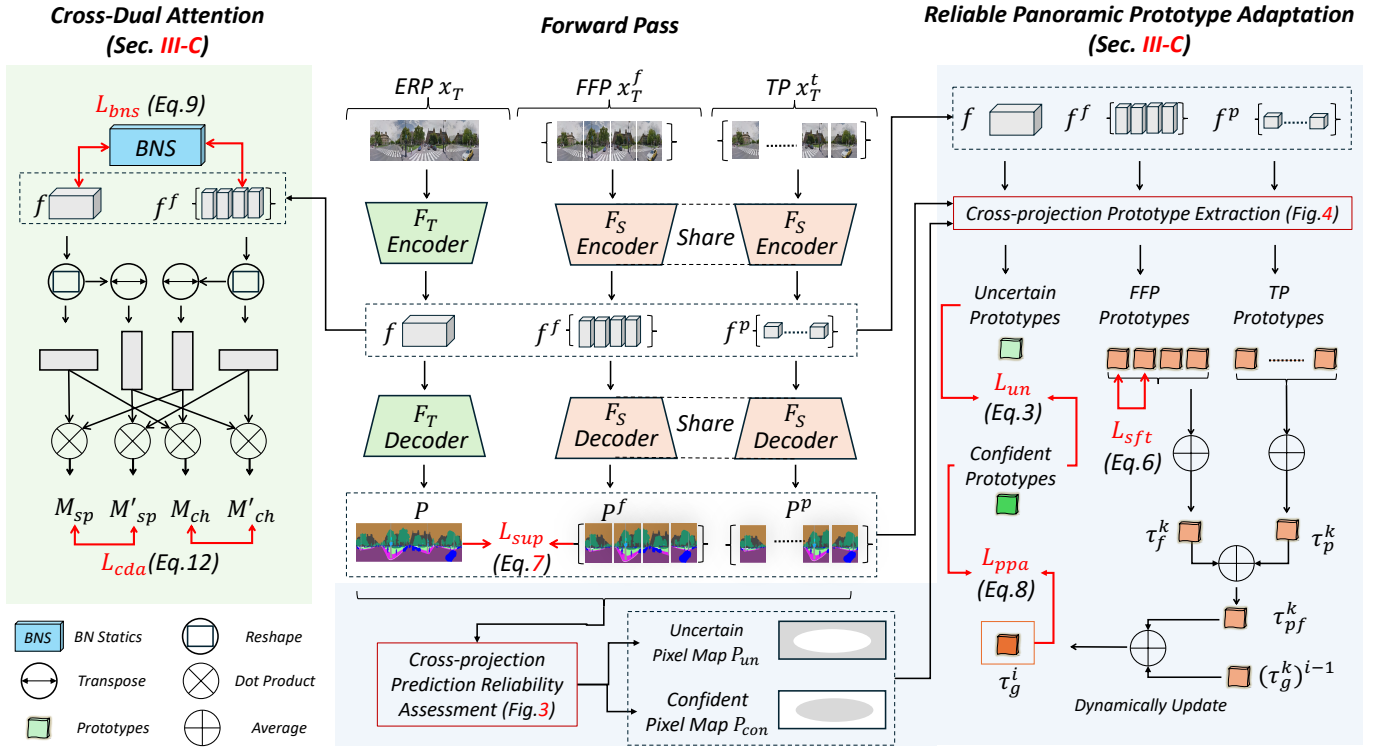 Cross-Dual Attention
(Sec. III-C)
L_bns (Eq.9)
BNS
f
f^f
M_sp
M'_sp
M_ch
M'_ch
L_cda(Eq.12)
BNS
BN Statics
Reshape
Transpose
Dot Product
Prototypes
Average
Forward Pass
ERP x_T
FFP x_T^f
TP x_T^t
F_T
Encoder
F_S
Encoder
Share
F_S
Encoder
f
f^f
f^p
F_T
Decoder
F_S
Decoder
Share
F_S
Decoder
P
P^f
P^p
L_sup
(Eq.7)
Cross-projection
Prediction Reliability
Assessment (Fig.3)
Uncertain
Pixel Map P_un
Confident
Pixel Map P_con
Reliable Panoramic Prototype Adaptation
(Sec. III-C)
f
f^f
f^p
Cross-projection Prototype Extraction (Fig.4)
Uncertain
Prototypes
FFP
Prototypes
TP
Prototypes
L_un
(Eq.3)
L_sft
(Eq.6)
Confident
Prototypes
τ_f^k
τ_p^k
L_ppa
(Eq.8)
τ_pf^k
τ_g^i
(τ_g^k)^{i-1}
Dynamically Update